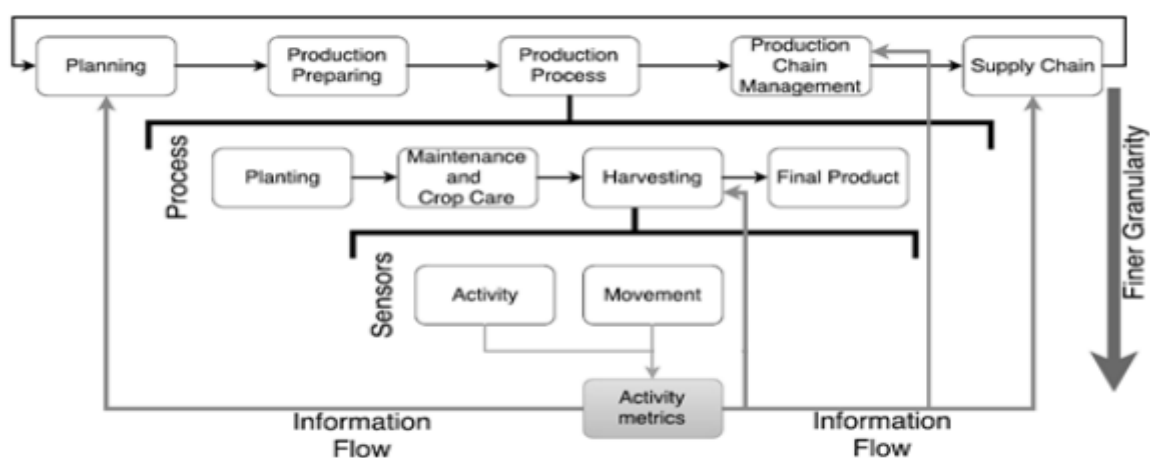 Planning
Production
Preparing
Production
Process
Production
Chain
Management
Supply Chain
Process
Planting
Maintenance
and
Crop Care
Harvesting
Final Product
Finer Granularity
Sensors
Activity
Movement
Activity
metrics
Information
Flow
Information
Flow